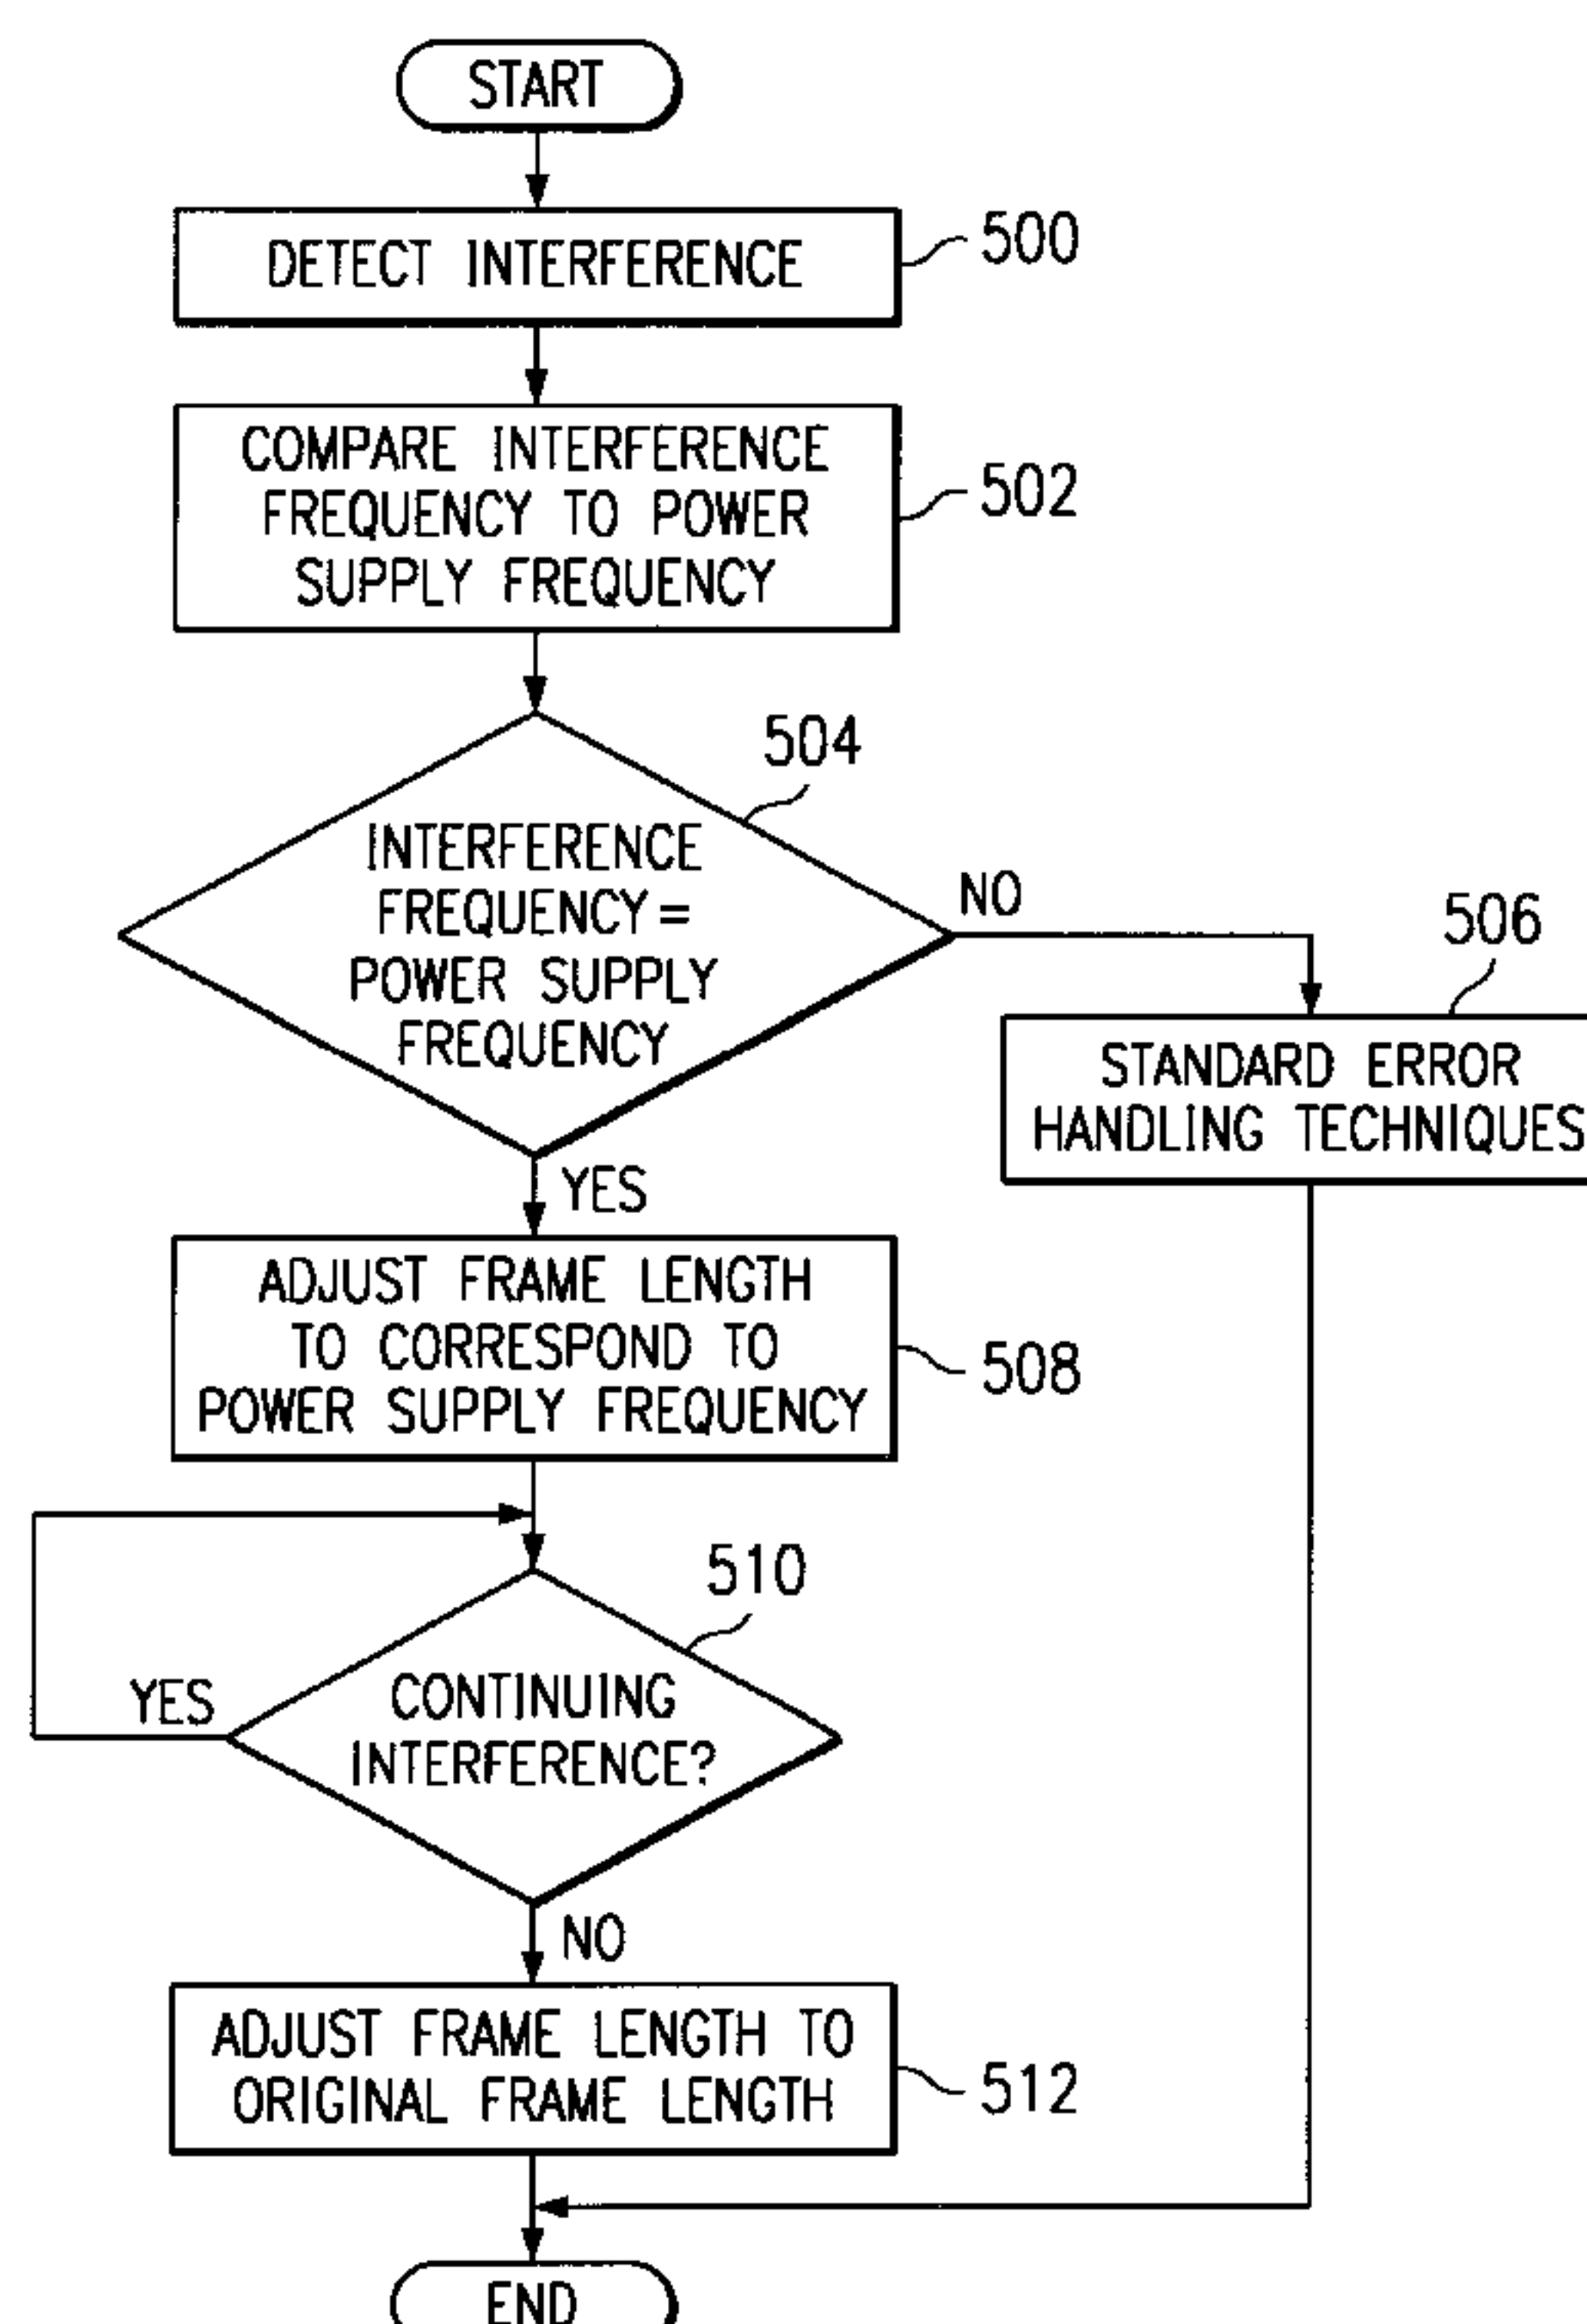 START
DETECT INTERFERENCE
500
COMPARE INTERFERENCE
FREQUENCY TO POWER
SUPPLY FREQUENCY
502
504
INTERFERENCE
FREQUENCY=
POWER SUPPLY
FREQUENCY
NO
506
STANDARD ERROR
HANDLING TECHNIQUES
YES
ADJUST FRAME LENGTH
TO CORRESPOND TO
POWER SUPPLY FREQUENCY
508
510
CONTINUING
INTERFERENCE?
YES
NO
ADJUST FRAME LENGTH TO
ORIGINAL FRAME LENGTH
512
END